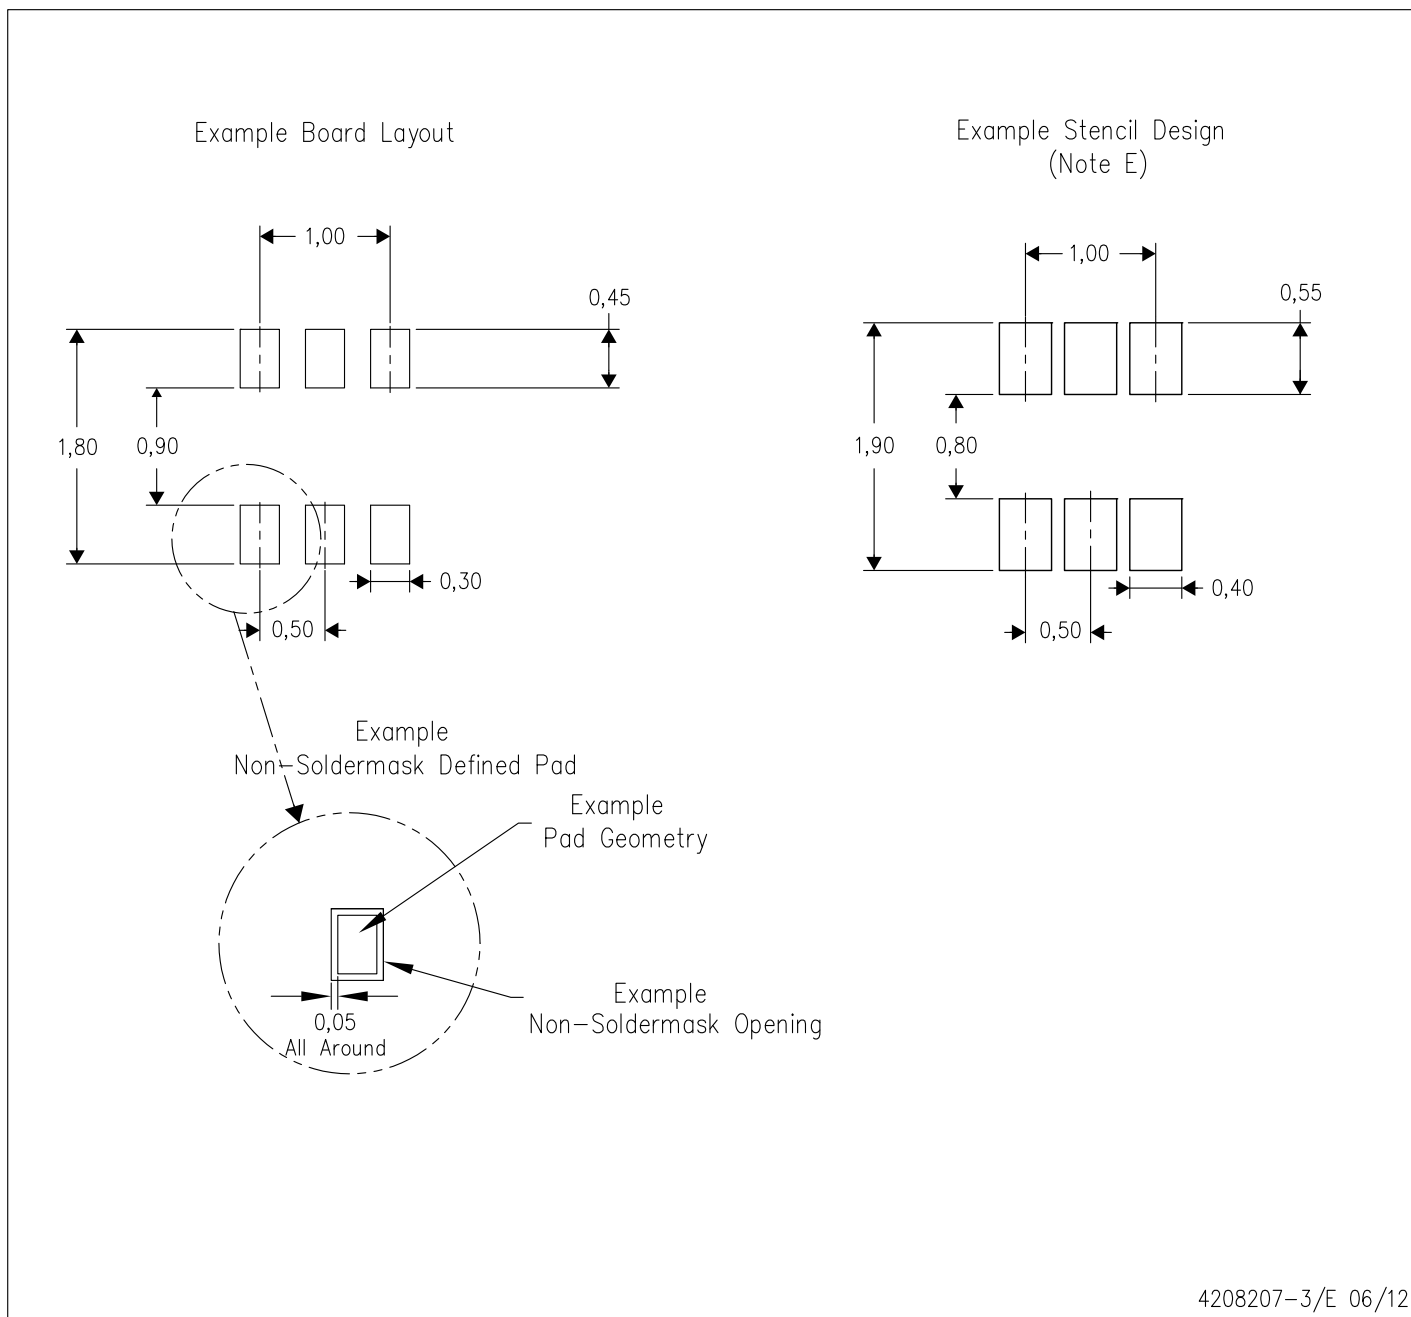 Example Board Layout
1,00
0,45
1,80
0,90
0,30
0,50
Example Stencil Design
(Note E)
1,00
0,55
1,90
0,80
0,40
0,50
Example
Non-Soldermask Defined Pad
Example
Pad Geometry
Example
Non-Soldermask Opening
0,05
All Around
4208207-3/E 06/12